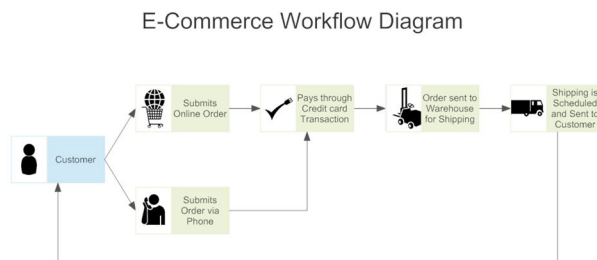 E-Commerce Workflow Diagram
Customer
Submits
Online Order
Submits
Order via
Phone
Pays through
Credit card
Transaction
Order sent to
Warehouse
for Shipping
Shipping is
Scheduled
and Sent to
Customer